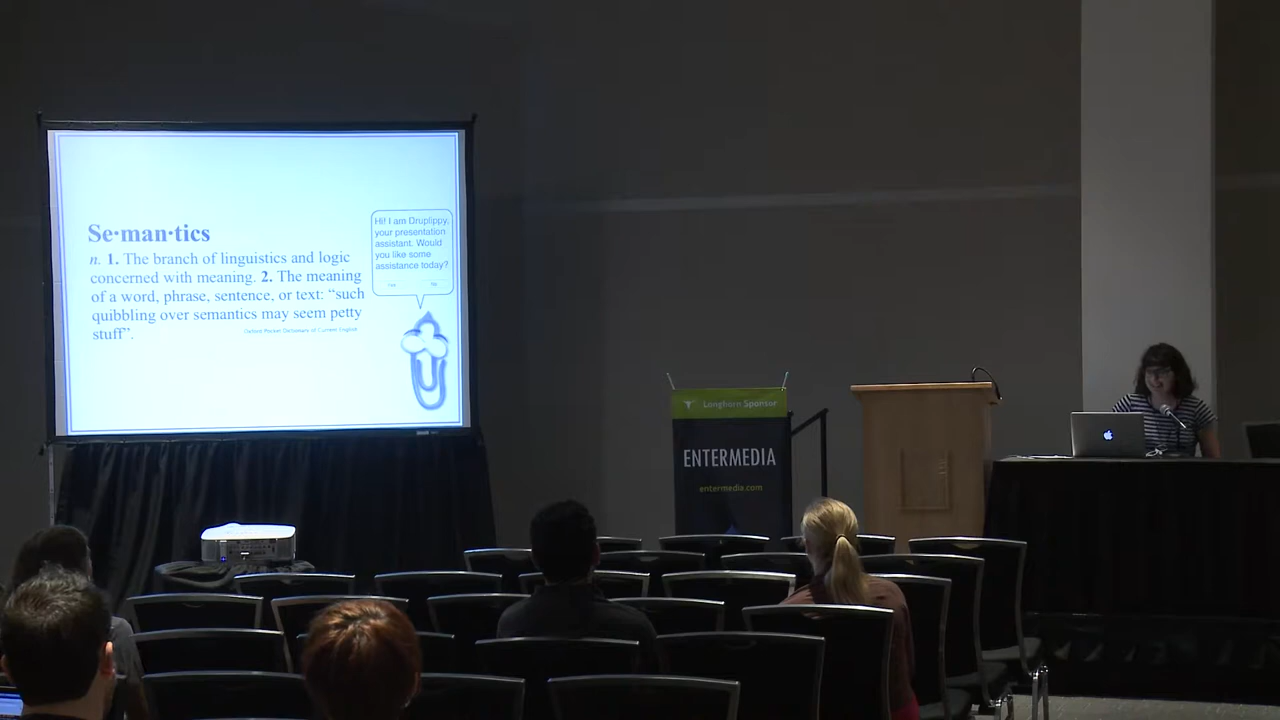 Se·man·tics
n. 1. The branch of linguistics and logic
concerned with meaning. 2. The meaning
of a word, phrase, sentence, or text: “such
quibbling over semantics may seem petty
stuff”.
Oxford Pocket Dictionary of Current English
Hi! I am Druplippy,
your presentation
assistant. Would
you like some
assistance today?
Yes No
Longhorn Sponsor
ENTERMEDIA
entermedia.com